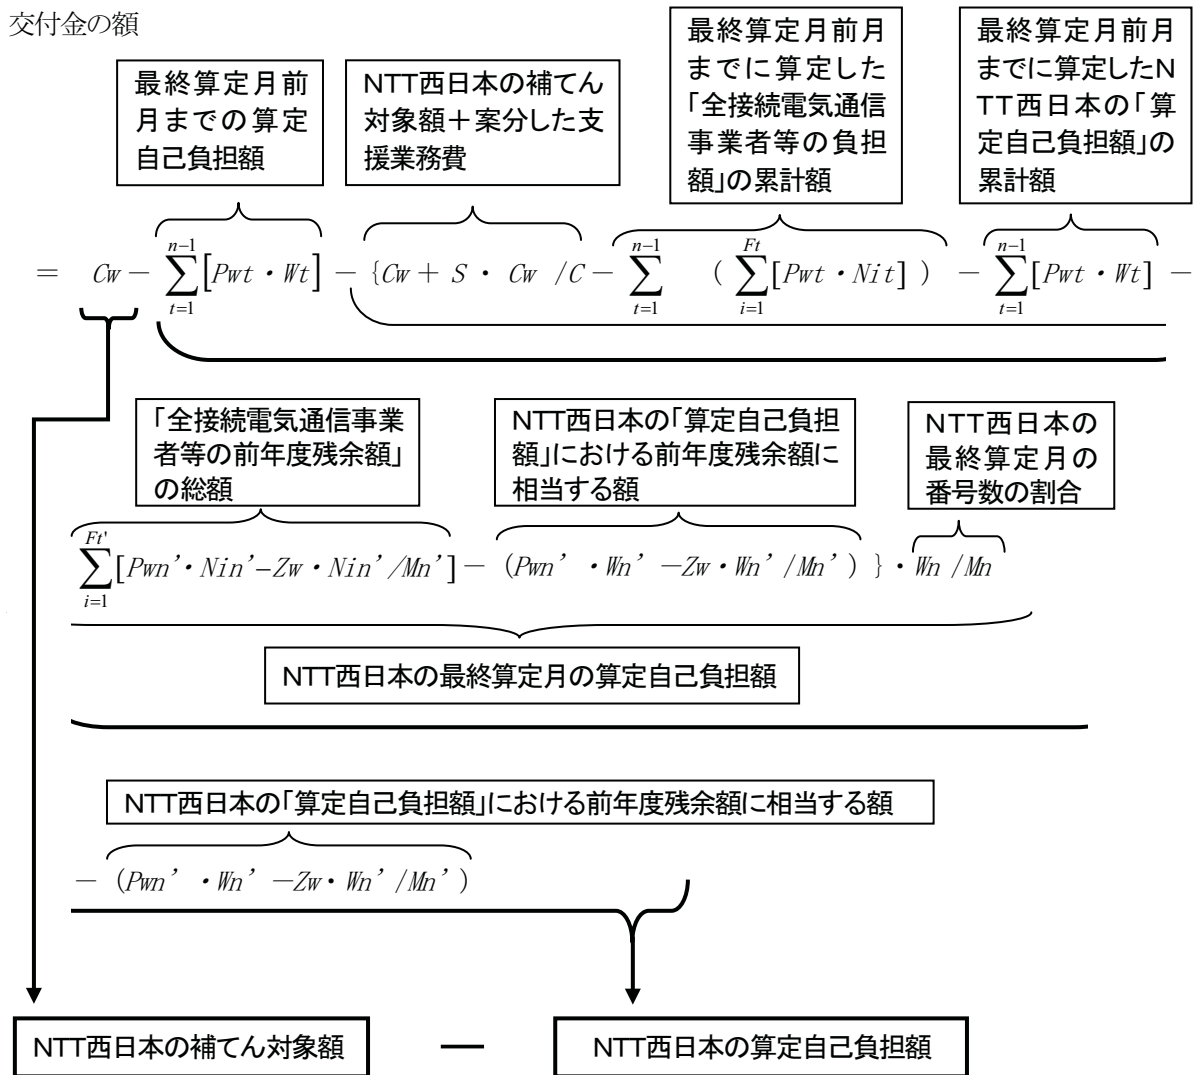 交付金の額
最終算定月前
月までの算定
自己負担額
NTT西日本の補てん
対象額＋案分した支
援業務費
最終算定月前月
までに算定した
「全接続電気通信
事業者等の負担
額」の累計額
最終算定月前月
までに算定したN
TT西日本の「算
定自己負担額」の
累計額
＝ Cw－∑_{t=1}^{n−1}[Pwt・Wt]－{Cw＋S・Cw/C－∑_{t=1}^{n−1}（∑_{i=1}^{Ft}[Pwt・Nit]）－∑_{t=1}^{n−1}[Pwt・Wt]－
「全接続電気通信事業
者等の前年度残余額」
の総額
NTT西日本の「算定自己負担
額」における前年度残余額に
相当する額
NTT西日本の
最終算定月の
番号数の割合
∑_{i=1}^{Ft'}[Pwn’・Nin’−Zw・Nin’/Mn’]－（Pwn’・Wn’－Zw・Wn’/Mn’）}・Wn/Mn
NTT西日本の最終算定月の算定自己負担額
NTT西日本の「算定自己負担額」における前年度残余額に相当する額
－（Pwn’・Wn’－Zw・Wn’/Mn’）
NTT西日本の補てん対象額 － NTT西日本の算定自己負担額